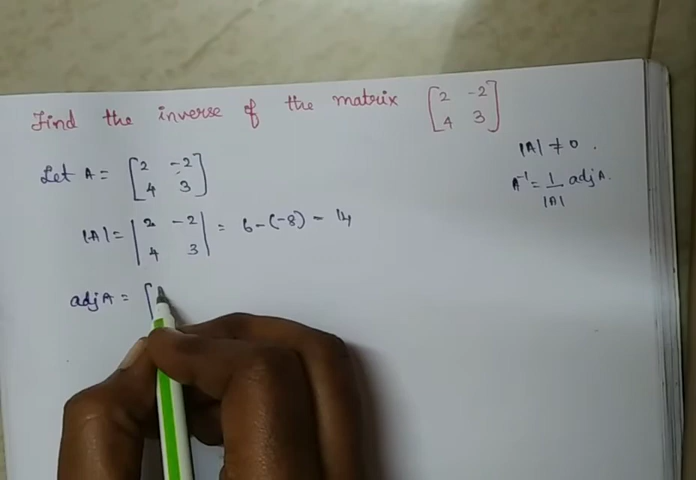 Find the inverse of the matrix [2 -2
4 3]
|A| ≠ 0.
A⁻¹ = 1/|A| adj A.
Let A = [2 -2
4 3]
|A| = |2 -2
4 3| = 6-(-8) - 14
adj A = [